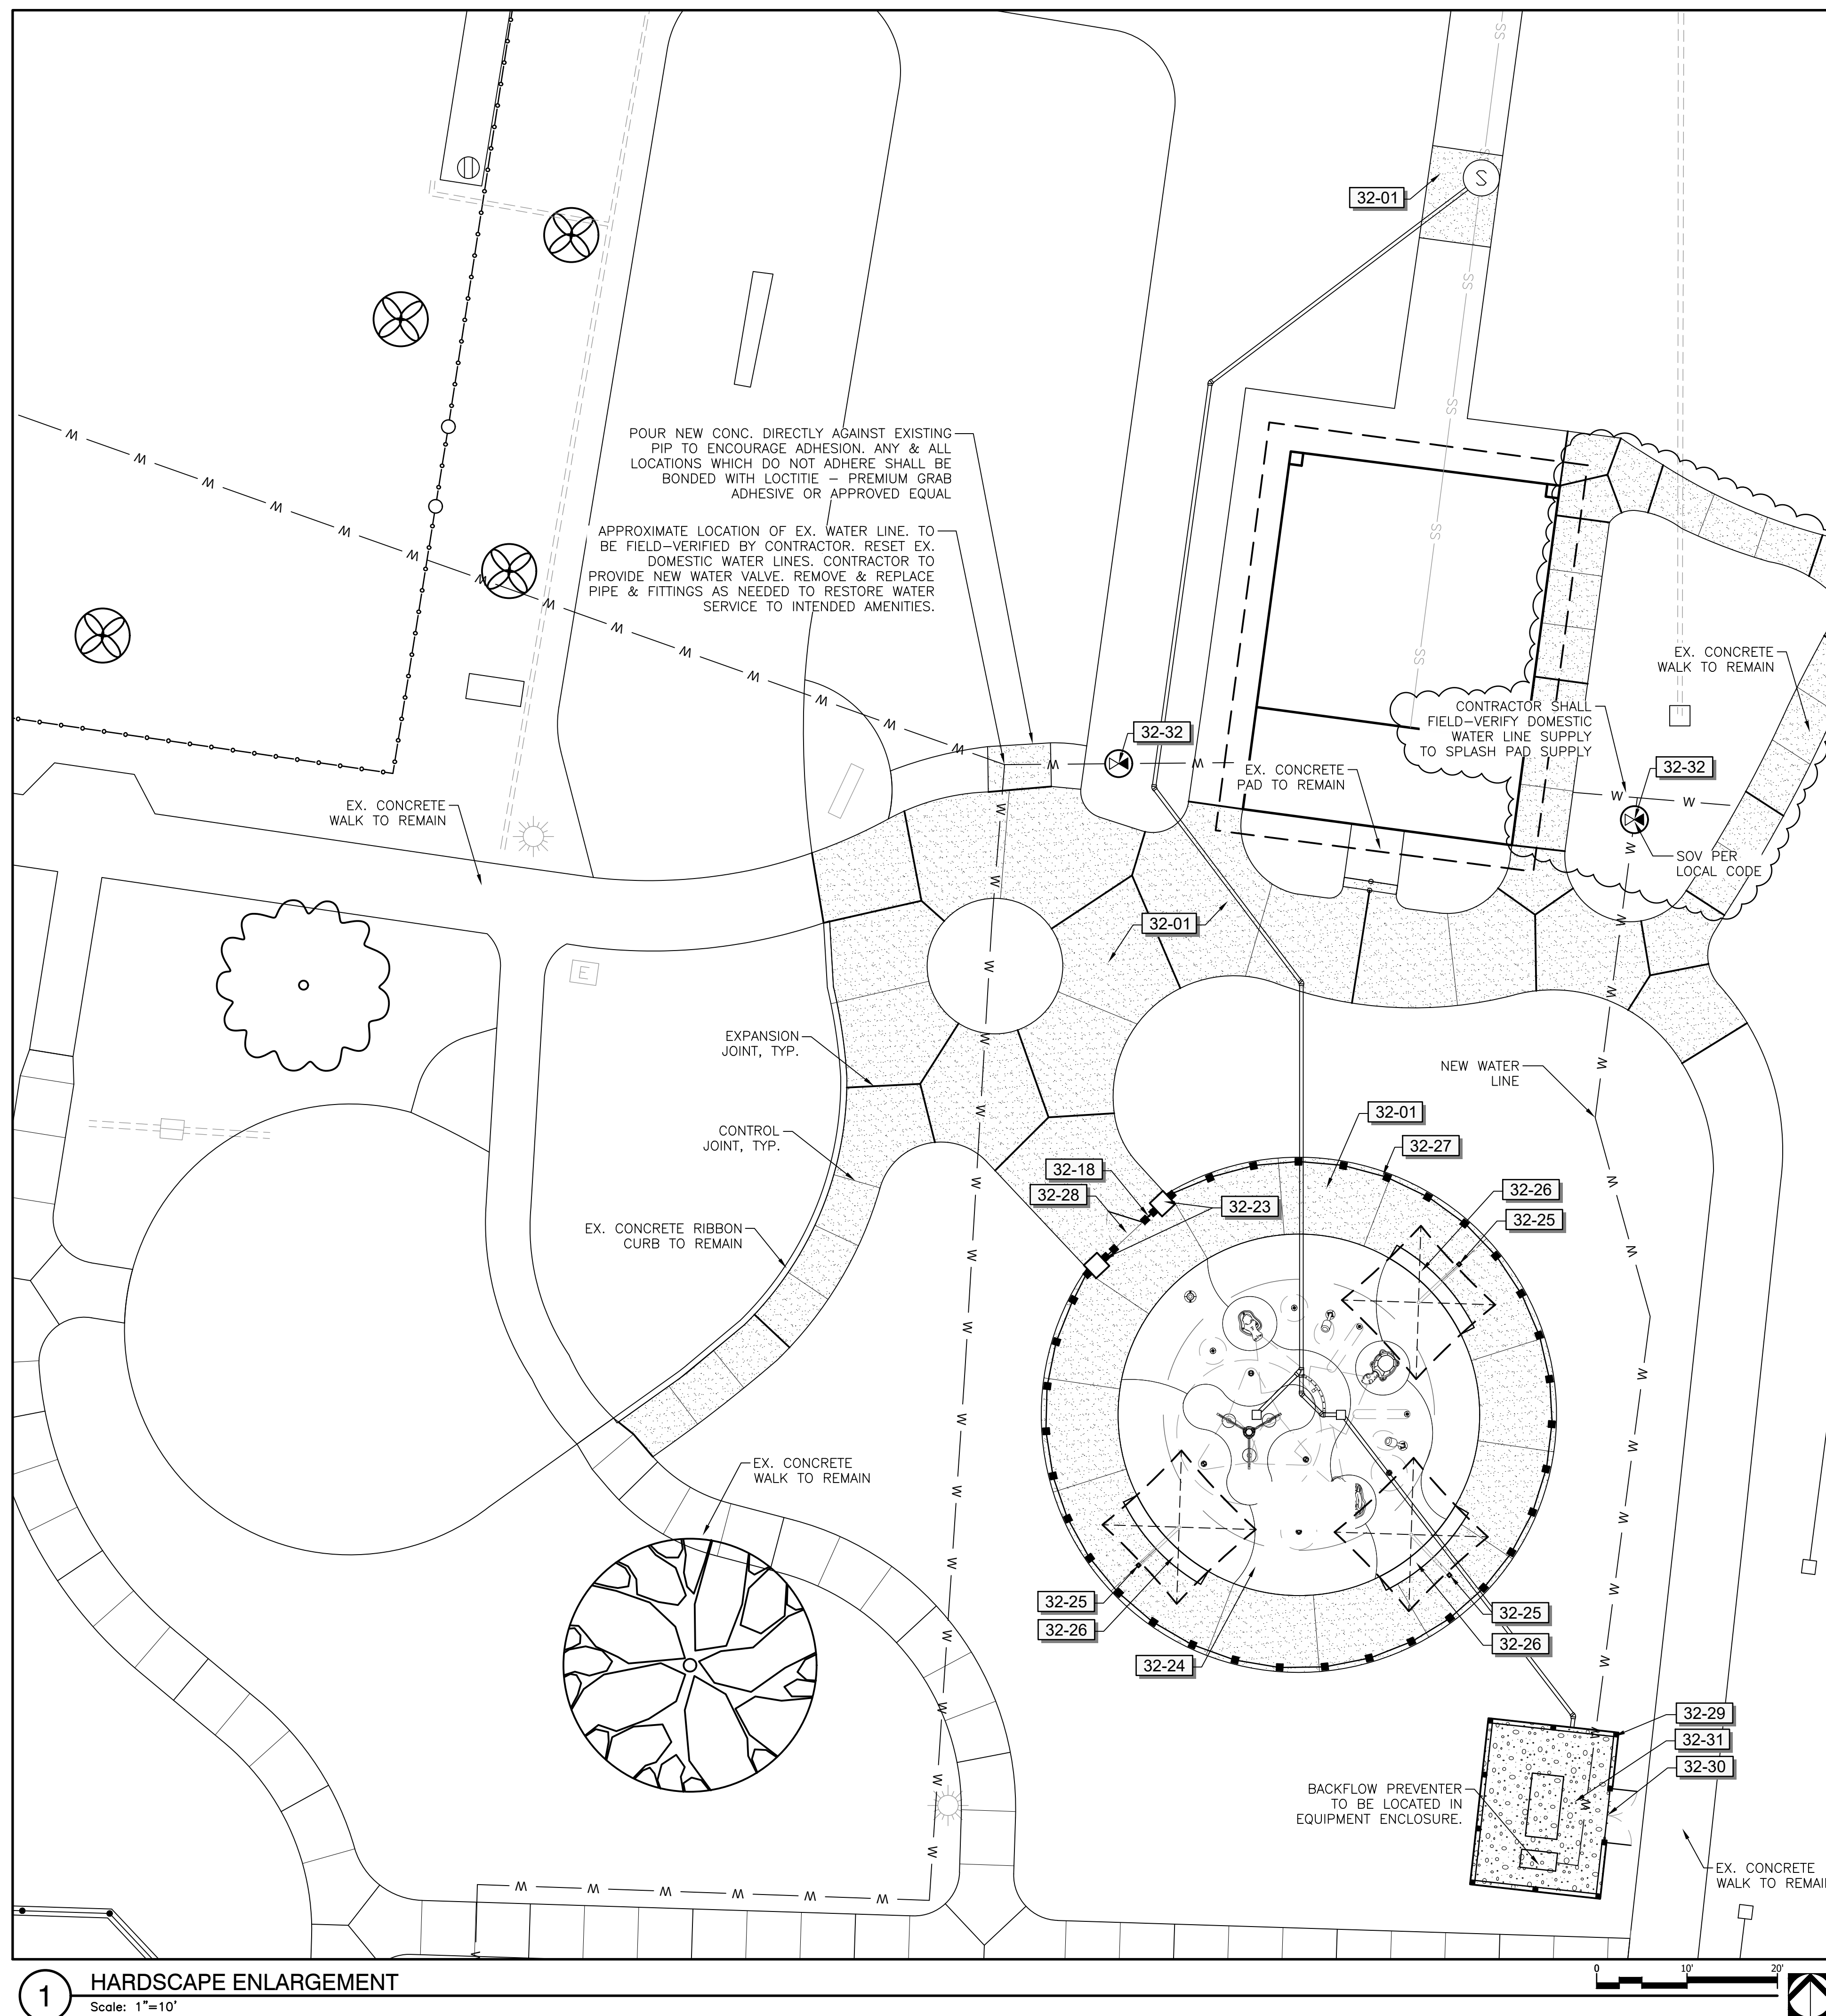 32-01
POUR NEW CONC. DIRECTLY AGAINST EXISTING
PIP TO ENCOURAGE ADHESION. ANY & ALL
LOCATIONS WHICH DO NOT ADHERE SHALL BE
BONDED WITH LOCTITIE – PREMIUM GRAB
ADHESIVE OR APPROVED EQUAL
APPROXIMATE LOCATION OF EX. WATER LINE. TO
BE FIELD–VERIFIED BY CONTRACTOR. RESET EX.
DOMESTIC WATER LINES. CONTRACTOR TO
PROVIDE NEW WATER VALVE. REMOVE & REPLACE
PIPE & FITTINGS AS NEEDED TO RESTORE WATER
SERVICE TO INTENDED AMENITIES.
EX. CONCRETE
WALK TO REMAIN
CONTRACTOR SHALL
FIELD–VERIFY DOMESTIC
WATER LINE SUPPLY
TO SPLASH PAD SUPPLY
32-32
EX. CONCRETE
PAD TO REMAIN
32-32
EX. CONCRETE
WALK TO REMAIN
SOV PER
LOCAL CODE
32-01
E
S
SS
SS
SS
SS
SS
SS
W
W
W
W
EXPANSION
JOINT, TYP.
NEW WATER
LINE
CONTROL
JOINT, TYP.
32-01
32-27
32-18
32-28
32-23
32-26
32-25
EX. CONCRETE RIBBON
CURB TO REMAIN
EX. CONCRETE
WALK TO REMAIN
32-25
32-26
32-24
32-25
32-26
32-29
32-31
32-30
BACKFLOW PREVENTER
TO BE LOCATED IN
EQUIPMENT ENCLOSURE.
EX. CONCRETE
WALK TO REMAIN
1
HARDSCAPE ENLARGEMENT
Scale: 1"=10'
0 10' 20'